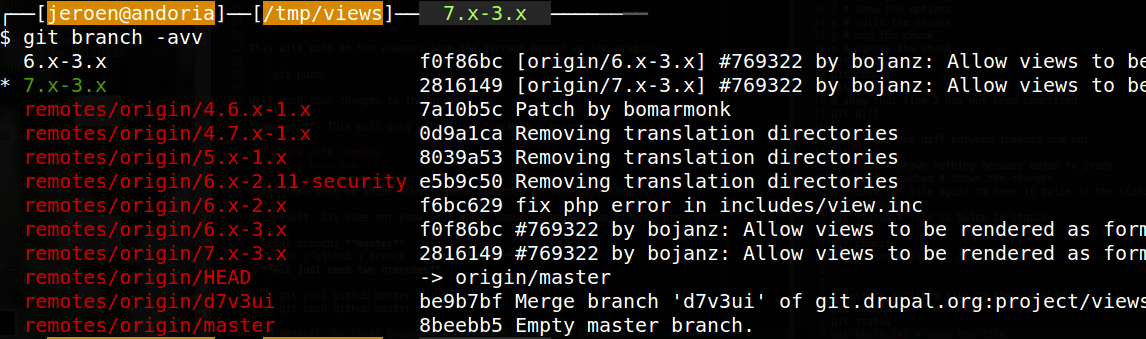 [jeroen@andoria]──[/tmp/views]── 7.x-3.x
$ git branch -avv
6.x-3.x f0f86bc [origin/6.x-3.x] #769322 by bojanz: Allow views to be
* 7.x-3.x 2816149 [origin/7.x-3.x] #769322 by bojanz: Allow views to be
remotes/origin/4.6.x-1.x 7a10b5c Patch by bomarmonk
remotes/origin/4.7.x-1.x 0d9a1ca Removing translation directories
remotes/origin/5.x-1.x 8039a53 Removing translation directories
remotes/origin/6.x-2.11-security e5b9c50 Removing translation directories
remotes/origin/6.x-2.x f6bc629 fix php error in includes/view.inc
remotes/origin/6.x-3.x f0f86bc #769322 by bojanz: Allow views to be rendered as form
remotes/origin/7.x-3.x 2816149 #769322 by bojanz: Allow views to be rendered as form
remotes/origin/HEAD -> origin/master
remotes/origin/d7v3ui be9b7bf Merge branch 'd7v3ui' of git.drupal.org:project/views
remotes/origin/master 8beebb5 Empty master branch.